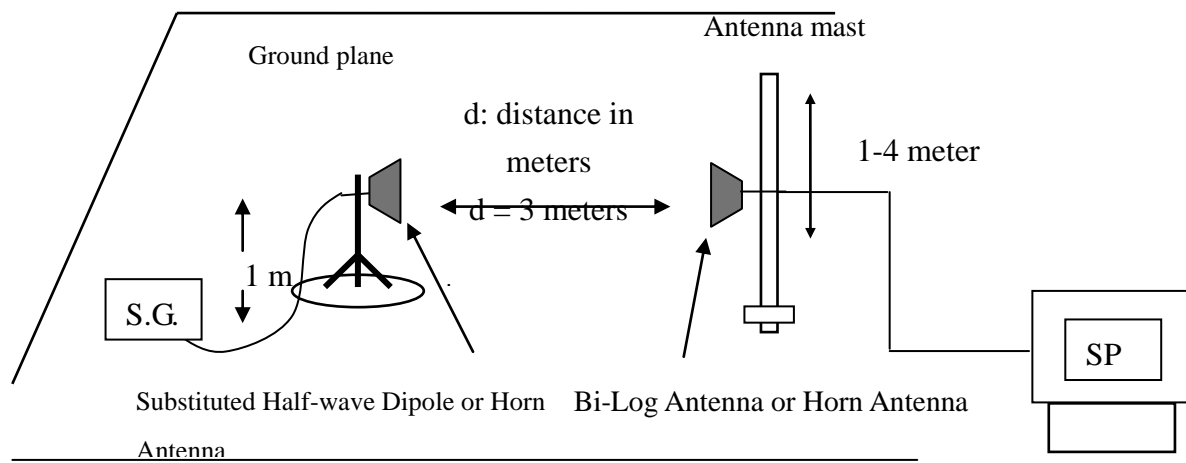 Antenna mast
Ground plane
d: distance in
meters
d = 3 meters
1-4 meter
1 m
S.G.
SP
Substituted Half-wave Dipole or Horn
Antenna
Bi-Log Antenna or Horn Antenna